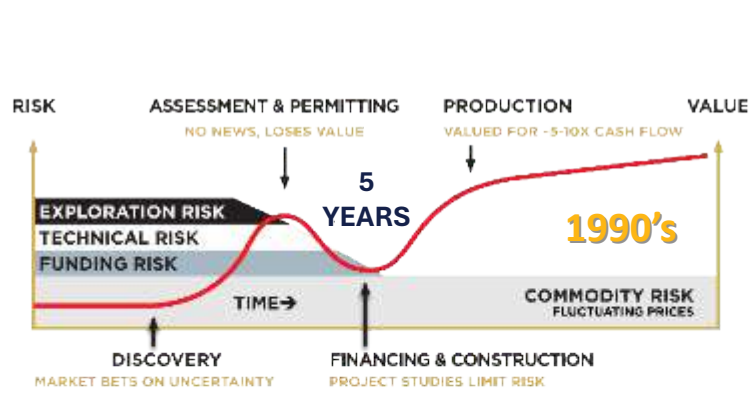 RISK
ASSESSMENT & PERMITTING
PRODUCTION
VALUE
NO NEWS, LOSES VALUE
VALUED FOR ~5-10X CASH FLOW
5
YEARS
EXPLORATION RISK
TECHNICAL RISK
FUNDING RISK
1990's
TIME→
COMMODITY RISK
FLUCTUATING PRICES
DISCOVERY
FINANCING & CONSTRUCTION
MARKET BETS ON UNCERTAINTY
PROJECT STUDIES LIMIT RISK